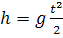 h = g t²/2